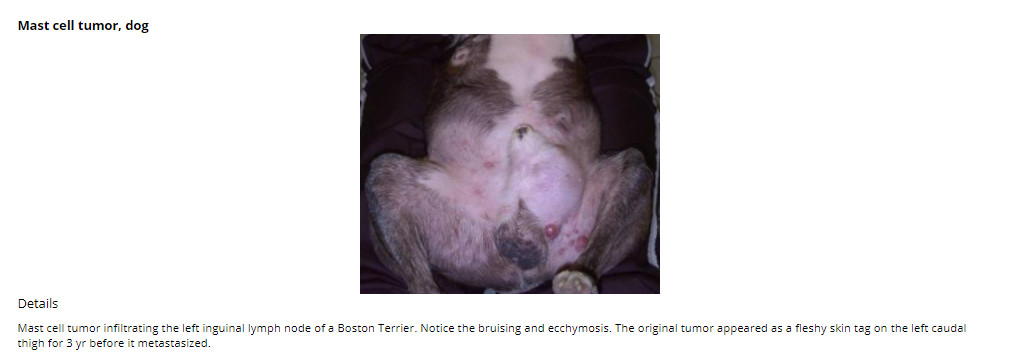 Mast cell tumor, dog
Details
Mast cell tumor infiltrating the left inguinal lymph node of a Boston Terrier. Notice the bruising and ecchymosis. The original tumor appeared as a fleshy skin tag on the left caudal
thigh for 3 yr before it metastasized.